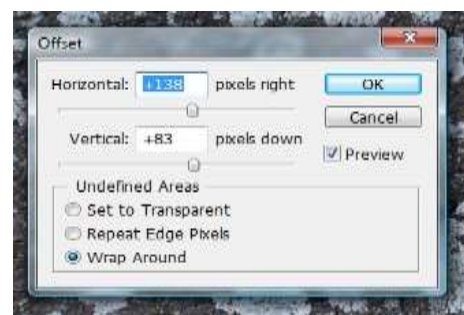 Offset
Horizontal: +138 pixels right
OK
Cancel
Vertical: +83 pixels down
Preview
Undefined Areas
Set to Transparent
Repeat Edge Pixels
Wrap Around